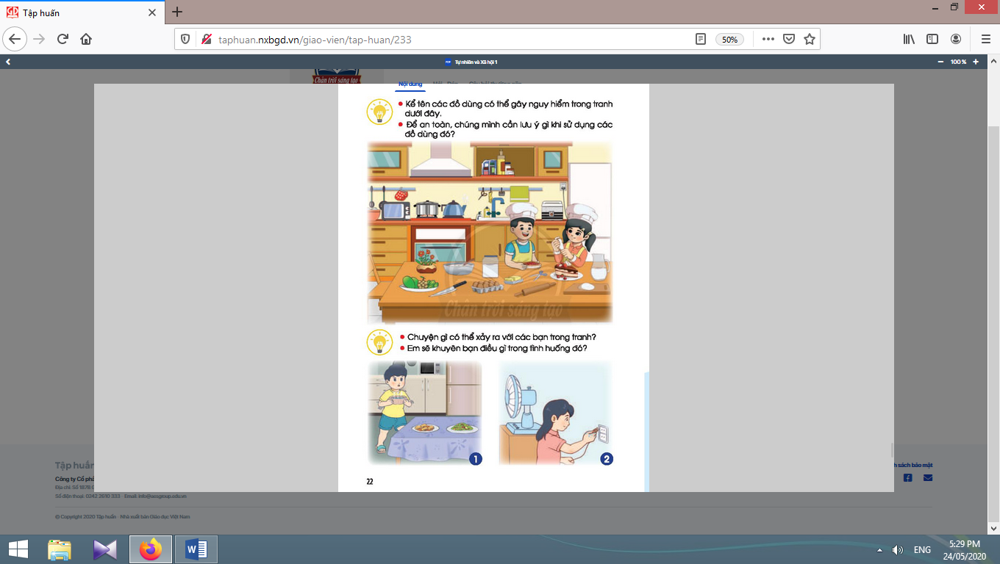 Tập huấn
taphuan.nxbgd.vn/giao-vien/tap-huan/233
50%
Tự nhiên và Xã hội 1
100 %
Chân trời sáng tạo
Nội dung
Kể tên các đồ dùng có thể gây nguy hiểm trong tranh
dưới đây.
Để an toàn, chúng mình cần lưu ý gì khi sử dụng các
đồ dùng đó?
Chân trời sáng tạo
Chuyện gì có thể xảy ra với các bạn trong tranh?
Em sẽ khuyên bạn điều gì trong tình huống đó?
1
2
22
Tập huấn
Công ty Cổ
Địa chỉ: Số 187B
Số điện thoại: 0242 2610 333 - Email: info@aesgroup.edu.vn
sách bảo mật
© Copyright 2020 Tập huấn - Nhà xuất bản Giáo dục Việt Nam
ENG
5:29 PM
24/05/2020